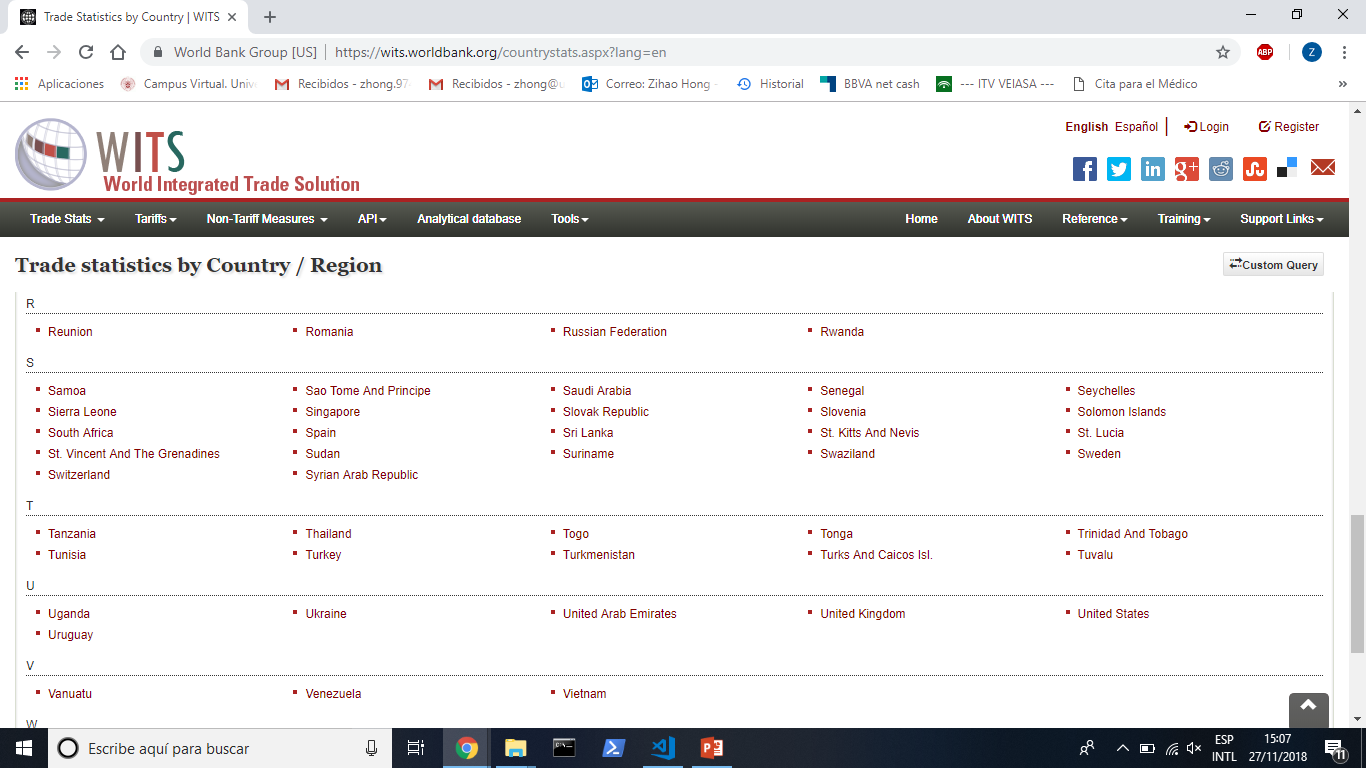 Trade Statistics by Country | WITS
World Bank Group [US] | https://wits.worldbank.org/countrystats.aspx?lang=en
ABP
Z
Aplicaciones Campus Virtual. Univ Recibidos - zhong.97 Recibidos - zhong@u Correo: Zihao Hong - Historial BBVA net cash --- ITV VEIASA --- Cita para el Médico »
English Español Login Register
WITS
World Integrated Trade Solution
Trade Stats Tariffs Non-Tariff Measures API Analytical database Tools Home About WITS Reference Training Support Links
Trade statistics by Country / Region Custom Query
R
Reunion Romania Russian Federation Rwanda
S
Samoa Sao Tome And Principe Saudi Arabia Senegal Seychelles
Sierra Leone Singapore Slovak Republic Slovenia Solomon Islands
South Africa Spain Sri Lanka St. Kitts And Nevis St. Lucia
St. Vincent And The Grenadines Sudan Suriname Swaziland Sweden
Switzerland Syrian Arab Republic
T
Tanzania Thailand Togo Tonga Trinidad And Tobago
Tunisia Turkey Turkmenistan Turks And Caicos Isl. Tuvalu
U
Uganda Ukraine United Arab Emirates United Kingdom United States
Uruguay
V
Vanuatu Venezuela Vietnam
W
Escribe aquí para buscar
ESP 15:07
INTL 27/11/2018 11